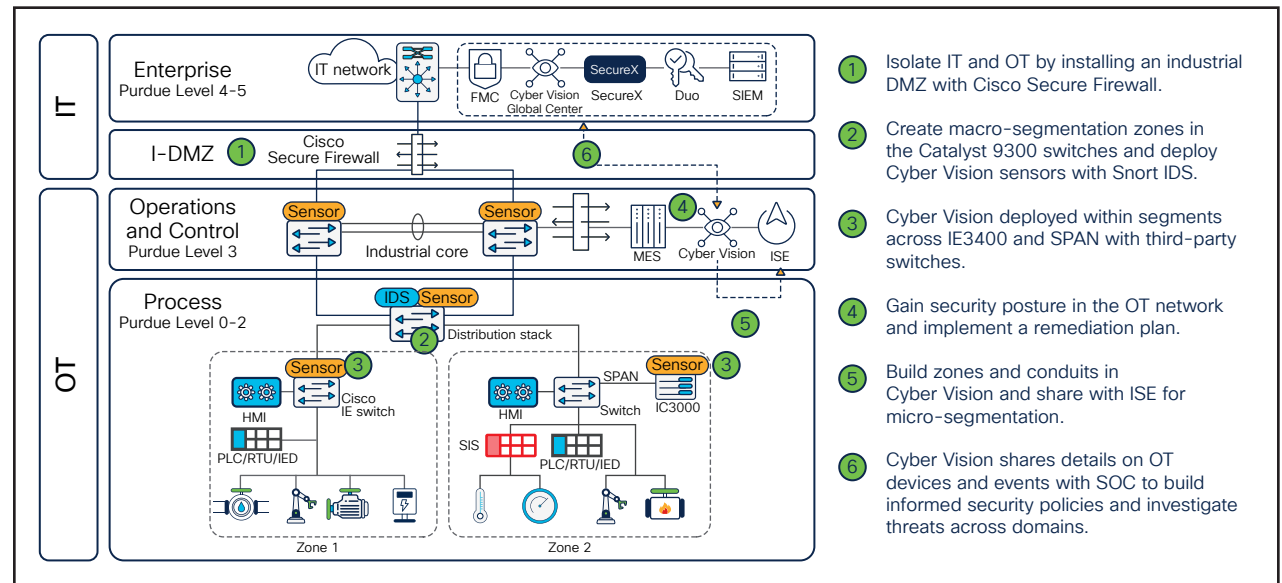 IT
Enterprise
Purdue Level 4-5
IT network
FMC
Cyber Vision
Global Center
SecureX
SecureX
Duo
SIEM
I-DMZ
1
Cisco
Secure Firewall
6
OT
Operations
and Control
Purdue Level 3
Sensor
Sensor
Industrial core
4
MES
Cyber Vision
ISE
Process
Purdue Level 0-2
IDS
Sensor
2
Distribution stack
5
Sensor
3
HMI
Cisco
IE switch
PLC/RTU/IED
Zone 1
Sensor
3
SPAN
HMI
Switch
IC3000
SIS
PLC/RTU/IED
Zone 2
1
Isolate IT and OT by installing an industrial
DMZ with Cisco Secure Firewall.
2
Create macro-segmentation zones in
the Catalyst 9300 switches and deploy
Cyber Vision sensors with Snort IDS.
3
Cyber Vision deployed within segments
across IE3400 and SPAN with third-party
switches.
4
Gain security posture in the OT network
and implement a remediation plan.
5
Build zones and conduits in
Cyber Vision and share with ISE for
micro-segmentation.
6
Cyber Vision shares details on OT
devices and events with SOC to build
informed security policies and investigate
threats across domains.